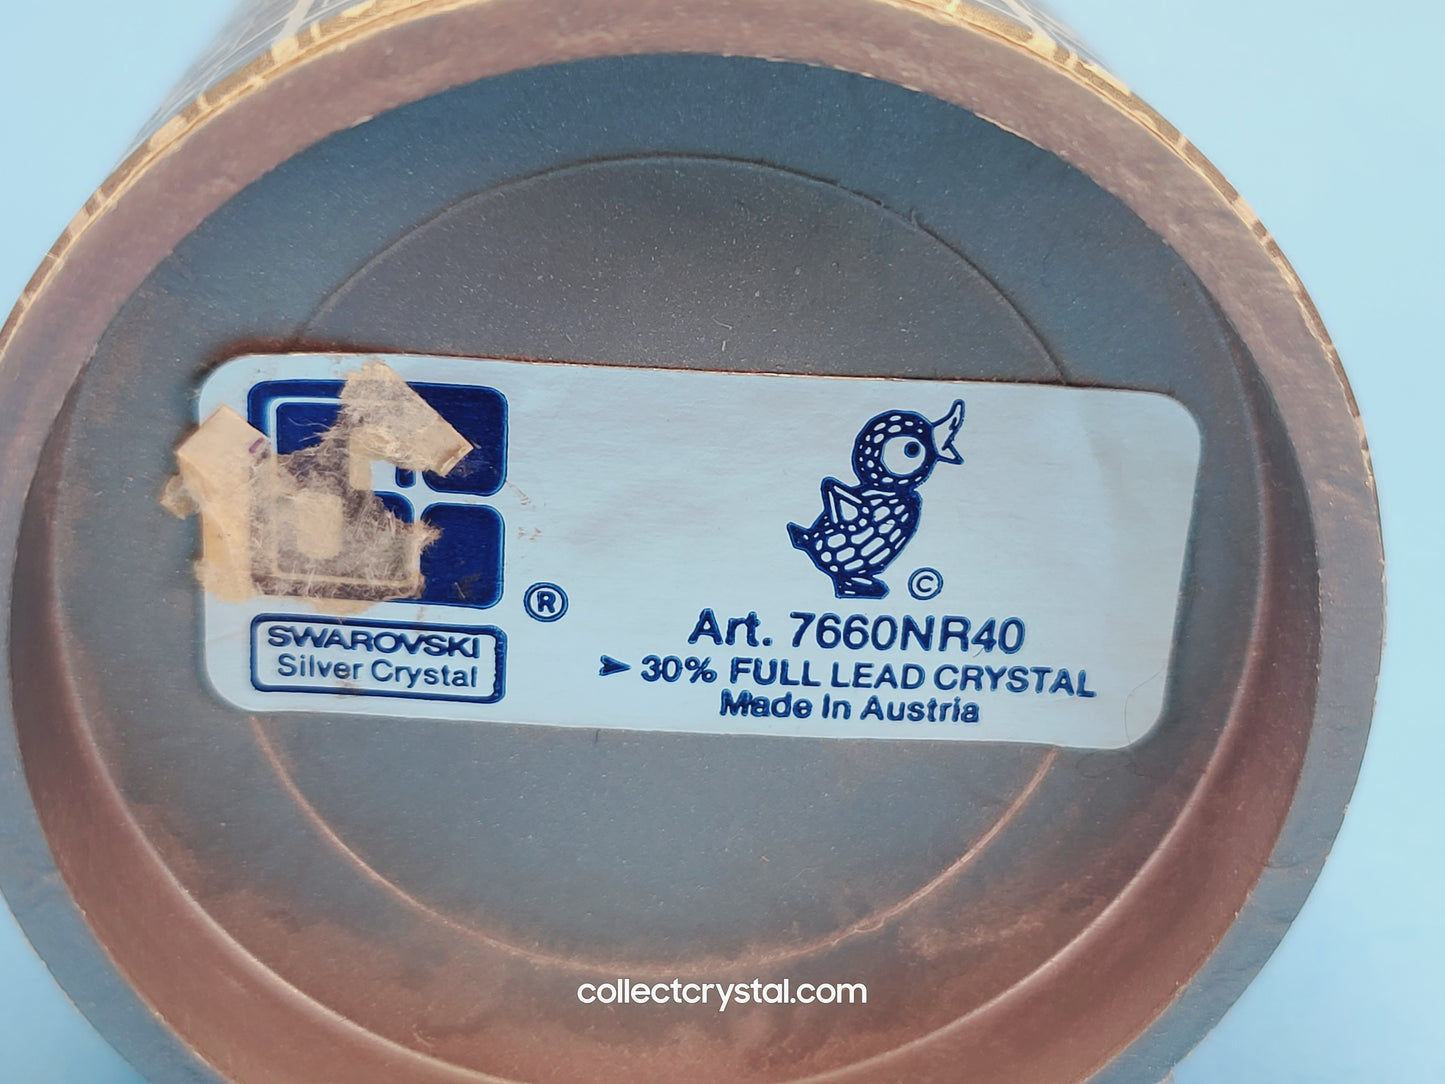 ®
SWAROVSKI
Silver Crystal
©
Art. 7660NR40
➤ 30% FULL LEAD CRYSTAL
Made In Austria
collectcrystal.com